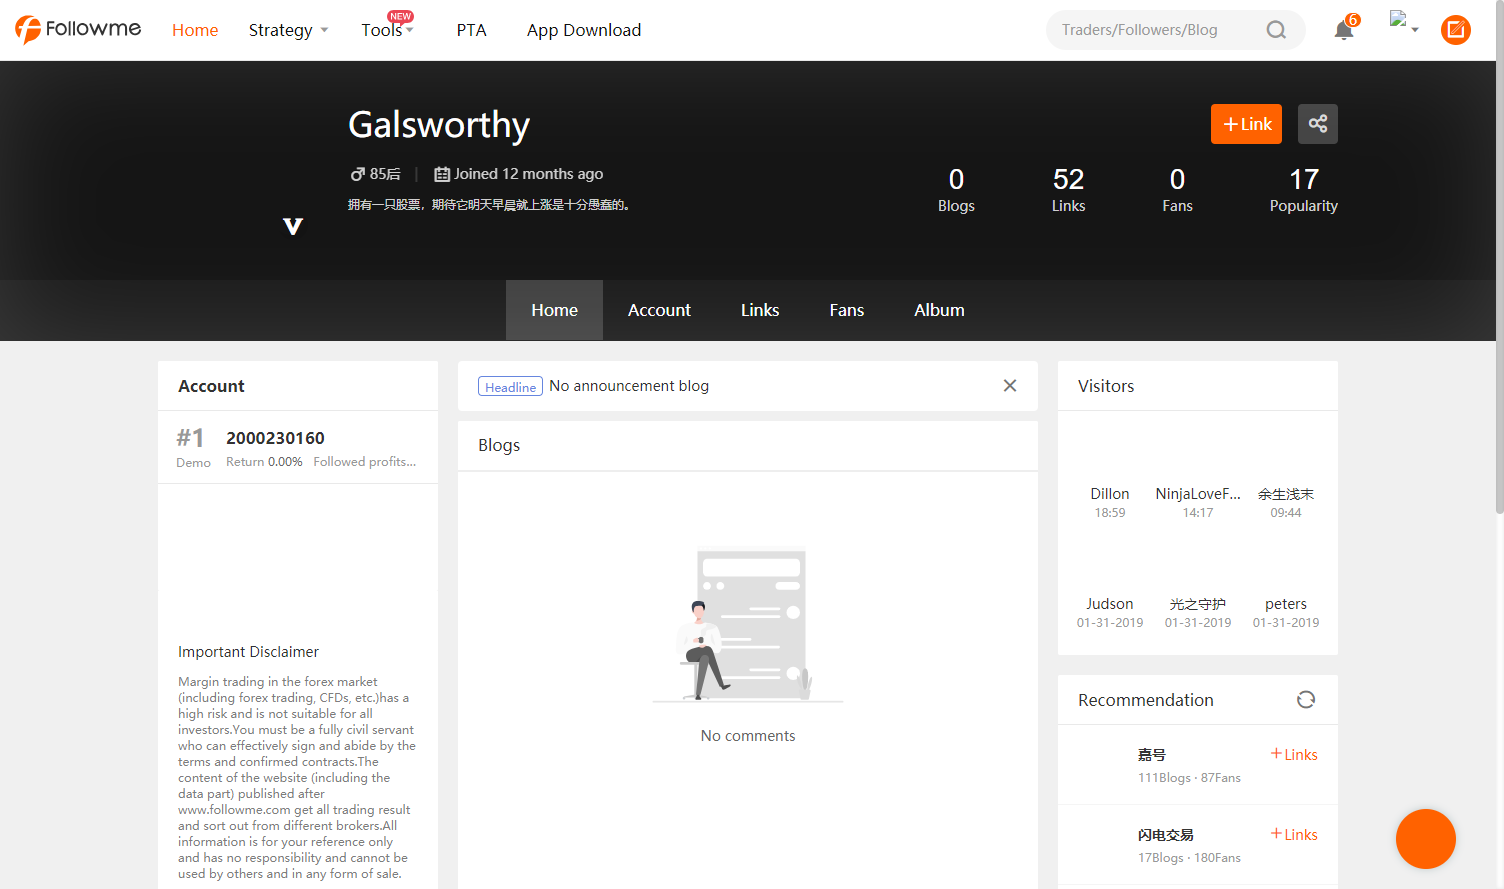 Followme
Home
Strategy
Tools
NEW
PTA
App Download
Traders/Followers/Blog
6
Galsworthy
+Link
85后
Joined 12 months ago
拥有一只股票，期待它明天早晨就上涨是十分愚蠢的。
V
0
Blogs
52
Links
0
Fans
17
Popularity
Home
Account
Links
Fans
Album
Account
#1
Demo
2000230160
Return 0.00%
Followed profits...
Important Disclaimer
Margin trading in the forex market
(including forex trading, CFDs, etc.)has a
high risk and is not suitable for all
investors.You must be a fully civil servant
who can effectively sign and abide by the
terms and confirmed contracts.The
content of the website (including the
data part) published after
www.followme.com get all trading result
and sort out from different brokers.All
information is for your reference only
and has no responsibility and cannot be
used by others and in any form of sale.
Headline
No announcement blog
Blogs
No comments
Visitors
Dillon
18:59
NinjaLoveF...
14:17
余生浅末
09:44
Judson
01-31-2019
光之守护
01-31-2019
peters
01-31-2019
Recommendation
嘉号
+Links
111Blogs · 87Fans
闪电交易
+Links
17Blogs · 180Fans